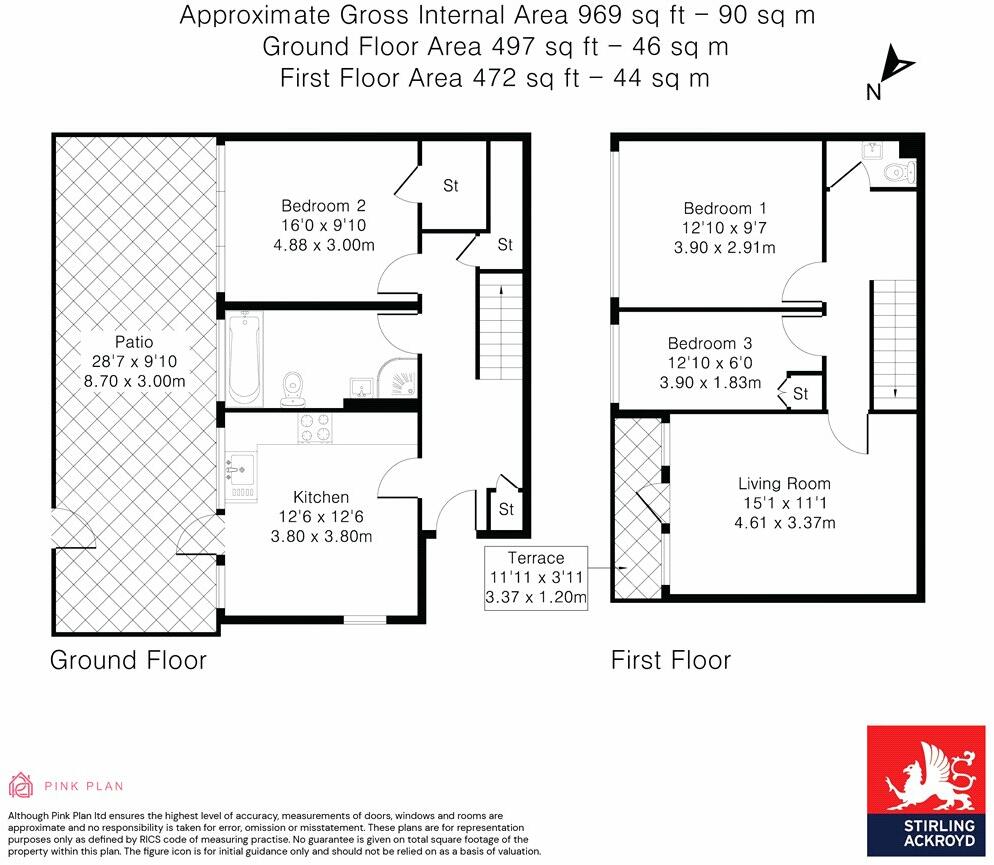 Approximate Gross Internal Area 969 sq ft – 90 sq m
Ground Floor Area 497 sq ft – 46 sq m
First Floor Area 472 sq ft – 44 sq m
N
Bedroom 2
16'0 x 9'10
4.88 x 3.00m
St
St
Patio
28'7 x 9'10
8.70 x 3.00m
Kitchen
12'6 x 12'6
3.80 x 3.80m
St
Ground Floor
Bedroom 1
12'10 x 9'7
3.90 x 2.91m
Bedroom 3
12'10 x 6'0
3.90 x 1.83m
St
Living Room
15'1 x 11'1
4.61 x 3.37m
Terrace
11'11 x 3'11
3.37 x 1.20m
First Floor
PINK PLAN
Although Pink Plan ltd ensures the highest level of accuracy, measurements of doors, windows and rooms are
approximate and no responsibility is taken for error, omission or misstatement. These plans are for representation
purposes only as defined by RICS code of measuring practise. No guarantee is given on total square footage of the
property within this plan. The figure icon is for initial guidance only and should not be relied on as a basis of valuation.
STIRLING
ACKROYD